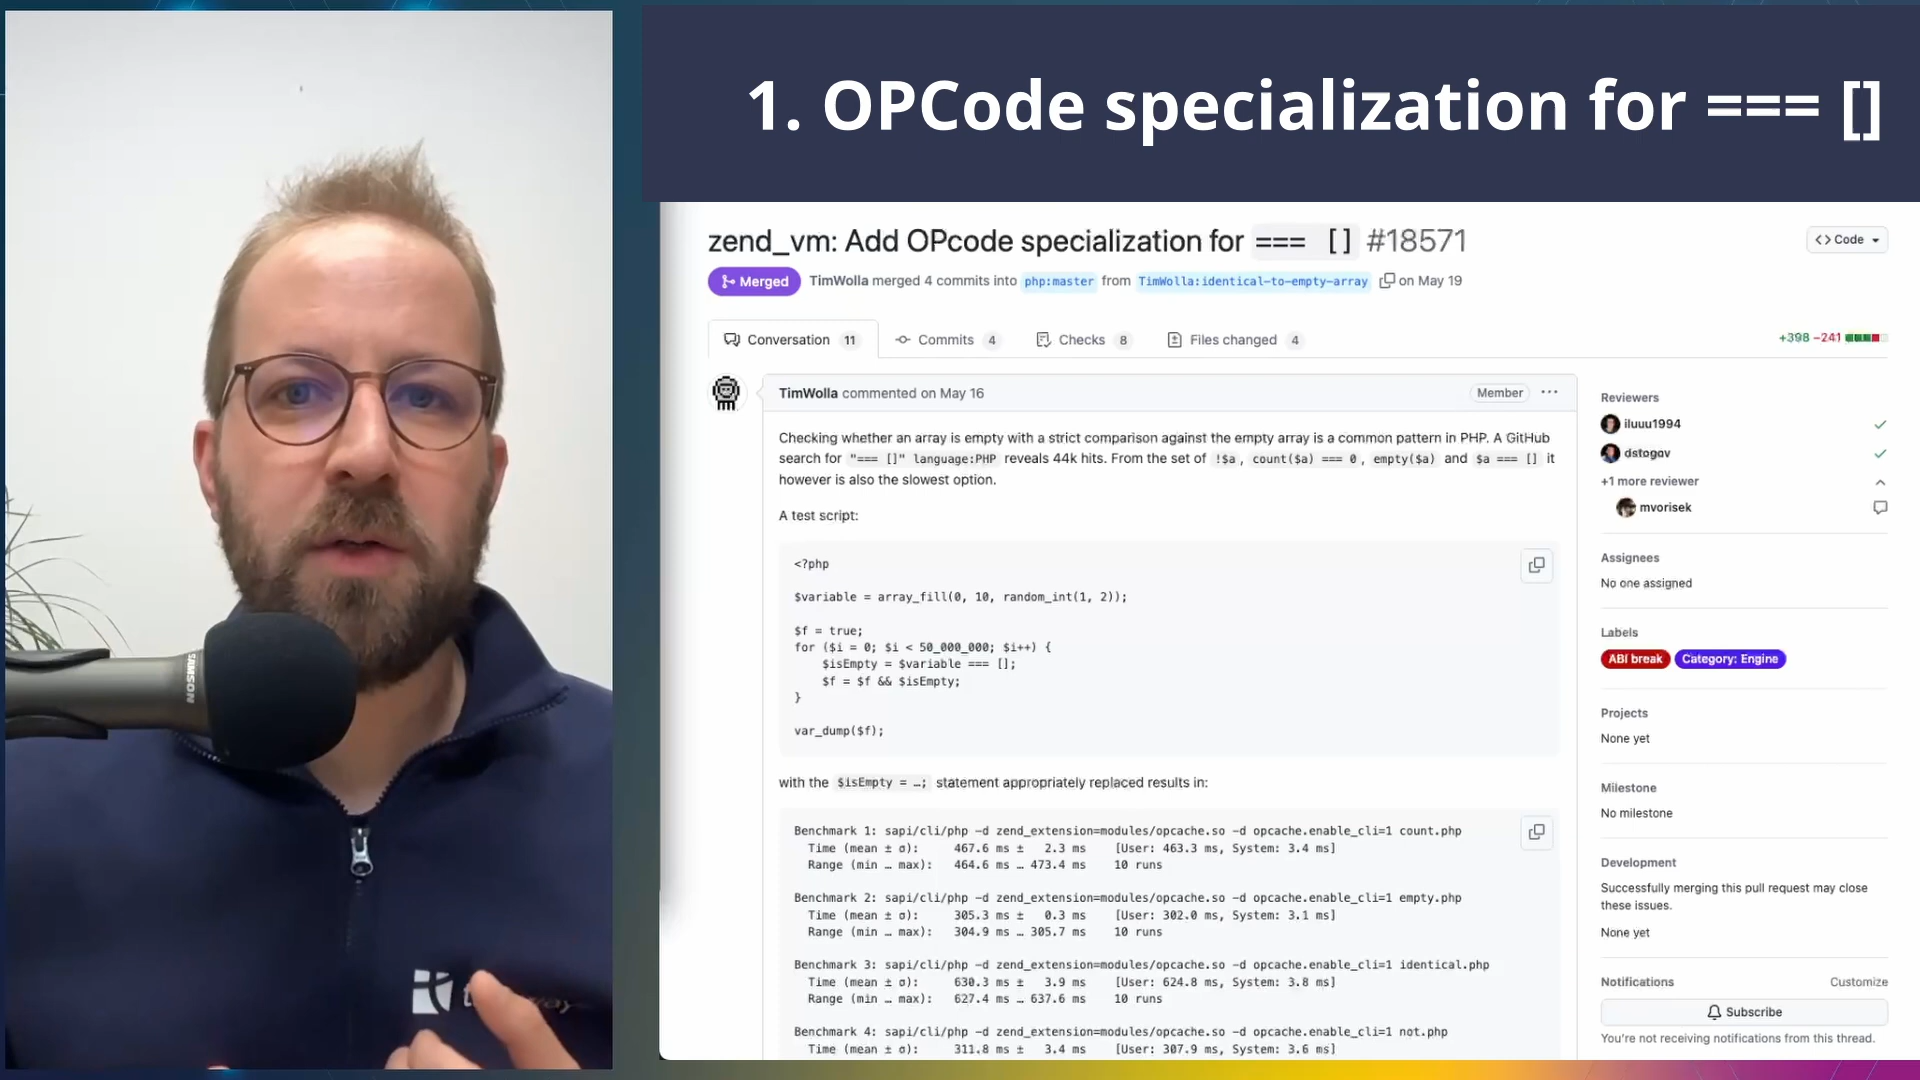 1. OPCode specialization for === []
zend_vm: Add OPcode specialization for === [] #18571
<> Code
Merged TimWolla merged 4 commits into php:master from TimWolla:identical-to-empty-array on May 19
Conversation 11 Commits 4 Checks 8 Files changed 4
+398 −241
TimWolla commented on May 16
Member ...
Checking whether an array is empty with a strict comparison against the empty array is a common pattern in PHP. A GitHub
search for "=== []" language:PHP reveals 44k hits. From the set of !$a, count($a) === 0, empty($a) and $a === [] it
however is also the slowest option.
A test script:
<?php
$variable = array_fill(0, 10, random_int(1, 2));
$f = true;
for ($i = 0; $i < 50_000_000; $i++) {
$isEmpty = $variable === [];
$f = $f && $isEmpty;
}
var_dump($f);
with the $isEmpty = …; statement appropriately replaced results in:
Benchmark 1: sapi/cli/php -d zend_extension=modules/opcache.so -d opcache.enable_cli=1 count.php
Time (mean ± σ): 467.6 ms ± 2.3 ms [User: 463.3 ms, System: 3.4 ms]
Range (min … max): 464.6 ms … 473.4 ms 10 runs
Benchmark 2: sapi/cli/php -d zend_extension=modules/opcache.so -d opcache.enable_cli=1 empty.php
Time (mean ± σ): 305.3 ms ± 0.3 ms [User: 302.0 ms, System: 3.1 ms]
Range (min … max): 304.9 ms … 305.7 ms 10 runs
Benchmark 3: sapi/cli/php -d zend_extension=modules/opcache.so -d opcache.enable_cli=1 identical.php
Time (mean ± σ): 630.3 ms ± 3.9 ms [User: 624.8 ms, System: 3.8 ms]
Range (min … max): 627.4 ms … 637.6 ms 10 runs
Benchmark 4: sapi/cli/php -d zend_extension=modules/opcache.so -d opcache.enable_cli=1 not.php
Time (mean ± σ): 311.8 ms ± 3.4 ms [User: 307.9 ms, System: 3.6 ms]
Reviewers
iluuu1994
dstogov
+1 more reviewer
mvorisek
Assignees
No one assigned
Labels
ABI break Category: Engine
Projects
None yet
Milestone
No milestone
Development
Successfully merging this pull request may close
these issues.
None yet
Notifications Customize
Subscribe
You're not receiving notifications from this thread.
SAMSON